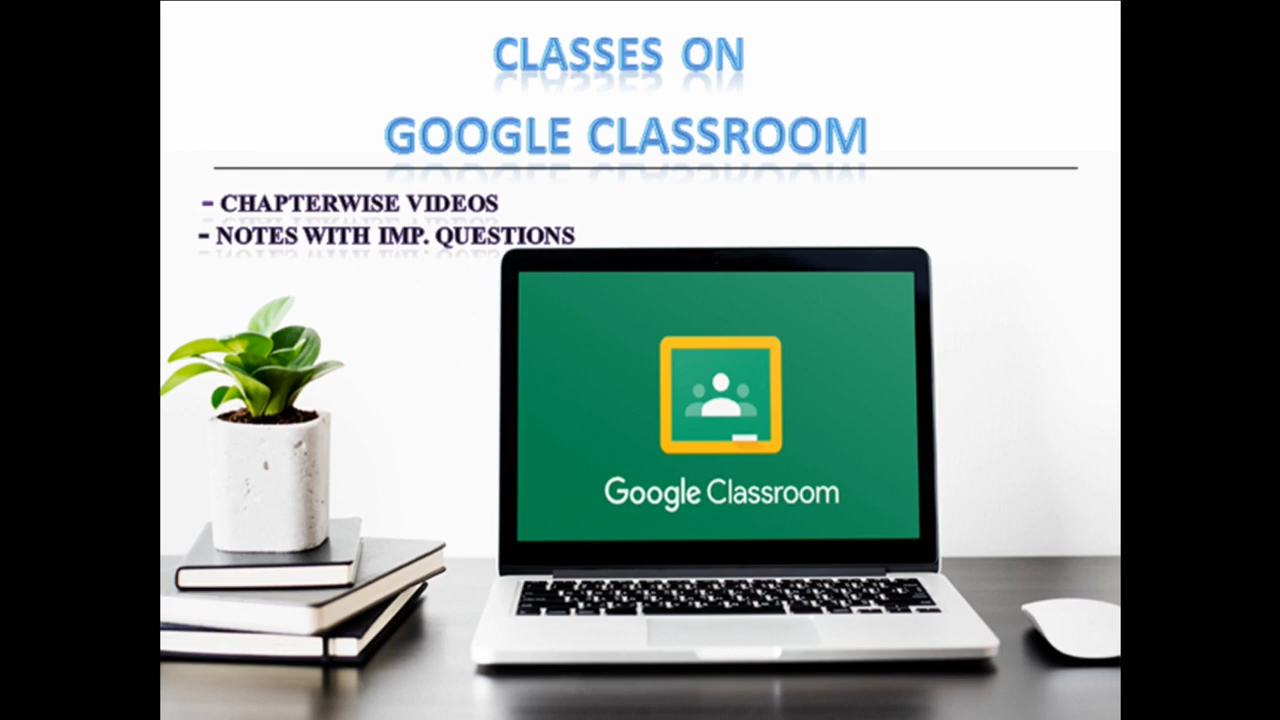 CLASSES ON
GOOGLE CLASSROOM
- CHAPTERWISE VIDEOS
- NOTES WITH IMP. QUESTIONS
Google Classroom